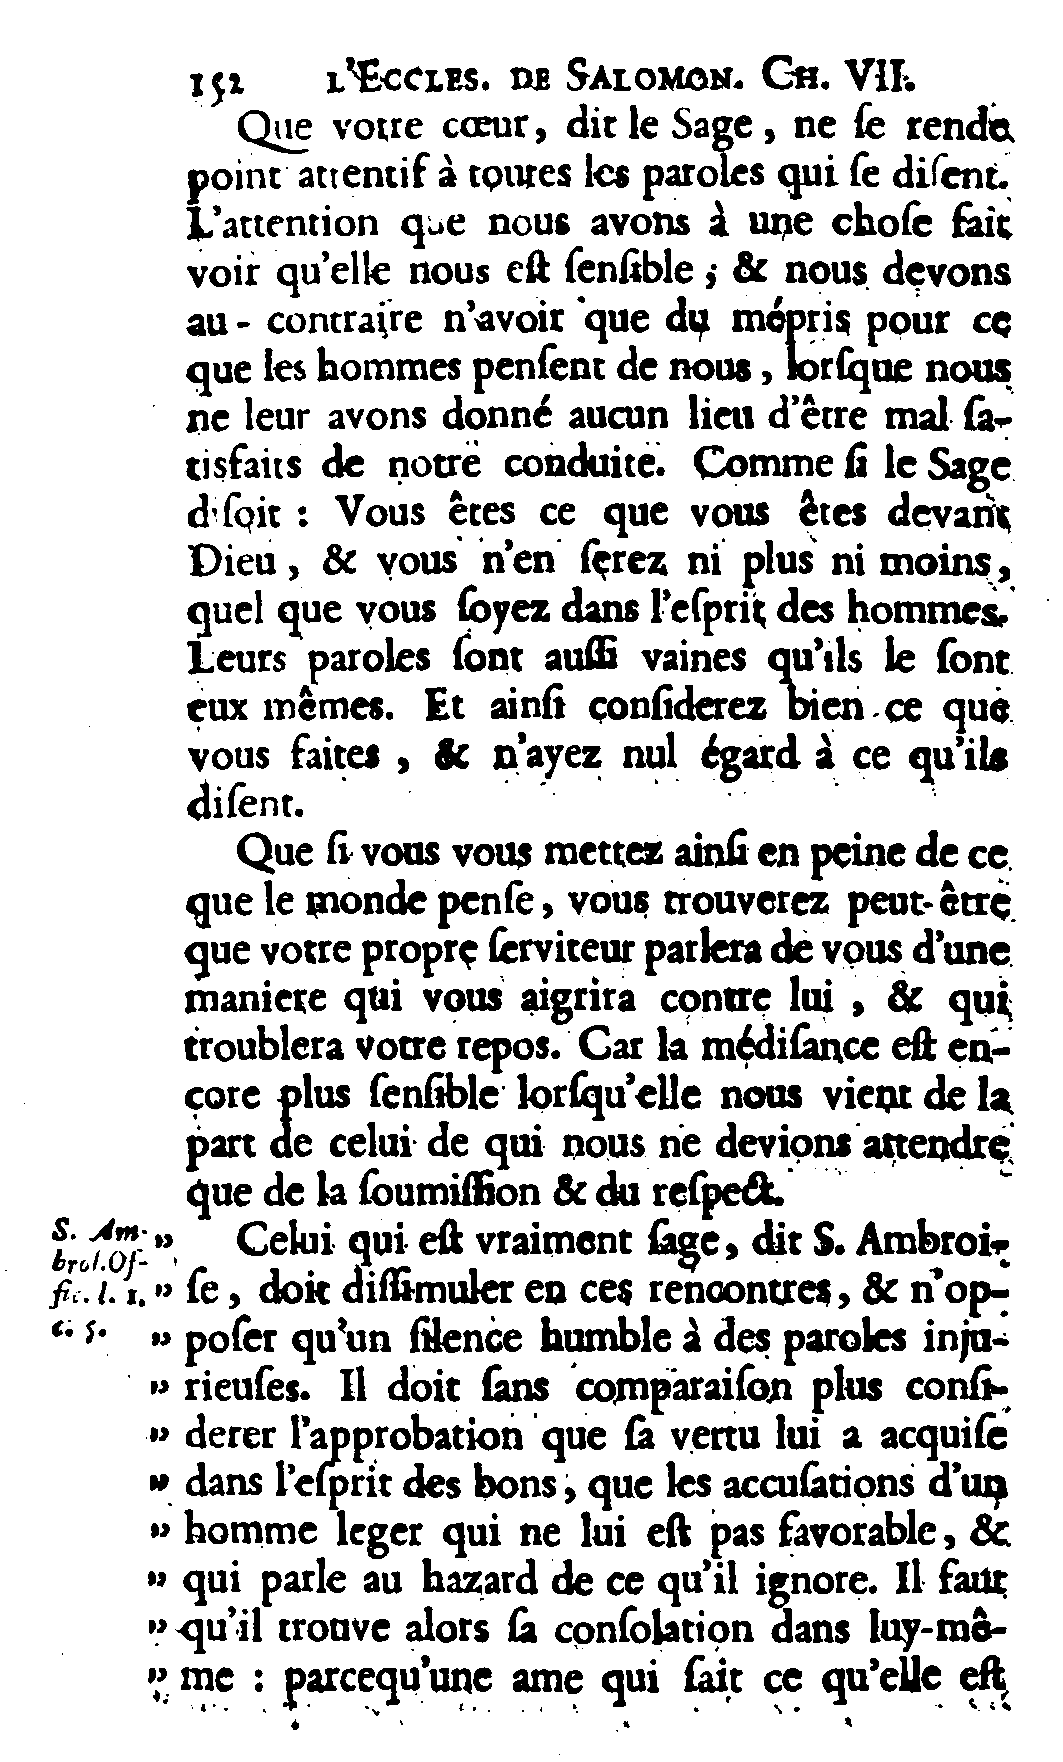 152 L'ECCLES. DE SALOMON. CH. VII.
Que votre cœur, dit le Sage, ne ſe rende
point attentif à toutes les paroles qui ſe diſent.
L'attention que nous avons à une choſe fait
voir qu'elle nous eſt ſenſible ; & nous devons
au-contraire n'avoir que du mépris pour ce
que les hommes penſent de nous, lorſque nous
ne leur avons donné aucun lieu d'être mal ſa-
tisfaits de notre conduite. Comme ſi le Sage
diſoit : Vous êtes ce que vous êtes devant
Dieu, & vous n'en ſerez ni plus ni moins,
quel que vous ſoyez dans l'eſprit des hommes.
Leurs paroles ſont auſſi vaines qu'ils le ſont
eux mêmes. Et ainſi conſiderez bien ce que
vous faites, & n'ayez nul égard à ce qu'ils
diſent.
Que ſi vous vous mettez ainſi en peine de ce
que le monde penſe, vous trouverez peut-être
que votre propre ſerviteur parlera de vous d'une
maniere qui vous aigrira contre lui, & qui
troublera votre repos. Car la médiſance eſt en-
core plus ſenſible lorſqu'elle nous vient de la
part de celui de qui nous ne devions attendre
que de la ſoumiſſion & du reſpect.
S. Am- " Celui qui eſt vraiment ſage, dit S. Ambroi-
broſ. Of-
fic. l. 1. " ſe, doit diſſimuler en ces rencontres, & n'op-
c. 5. " poſer qu'un ſilence humble à des paroles inju-
" rieuſes. Il doit ſans comparaiſon plus conſi-
" derer l'approbation que ſa vertu lui a acquiſe
" dans l'eſprit des bons, que les accuſations d'un
" homme leger qui ne lui eſt pas favorable, &
" qui parle au hazard de ce qu'il ignore. Il faut
" qu'il trouve alors ſa conſolation dans luy-mê-
" me : parcequ'une ame qui ſait ce qu'elle eſt